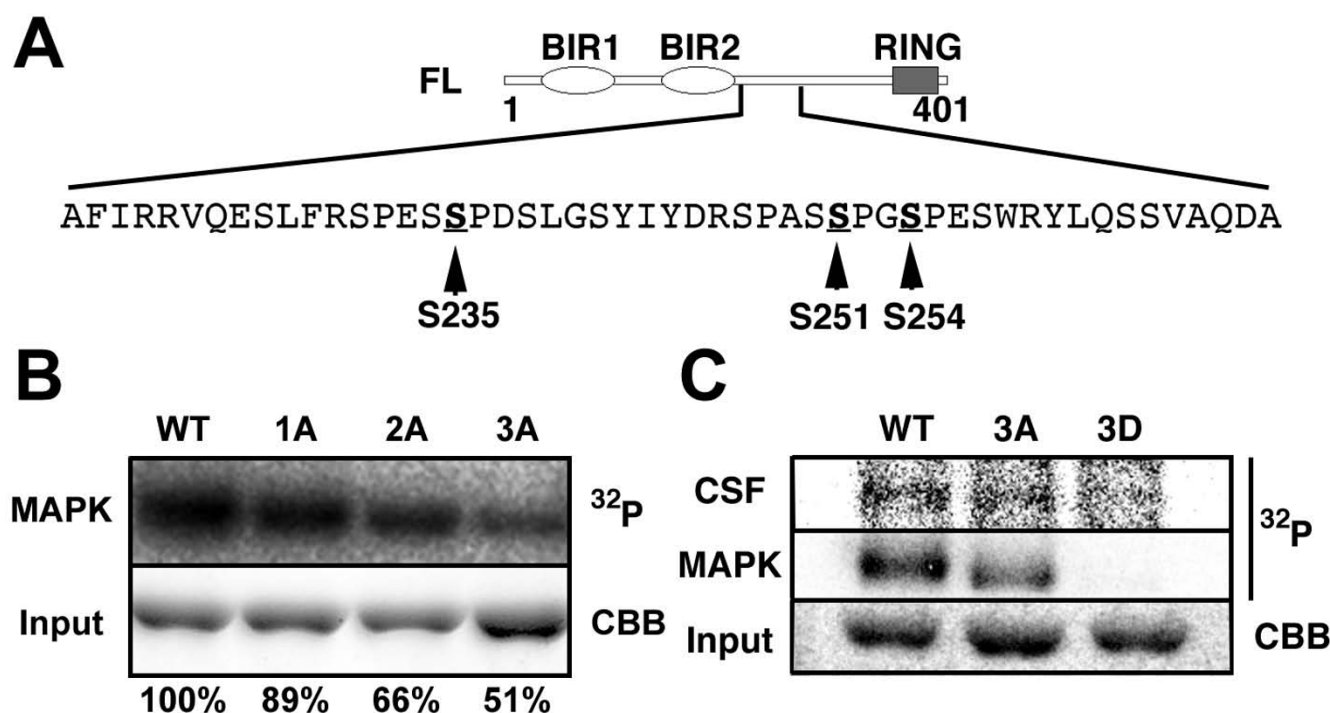 A
BIR1 BIR2 RING
FL
1 401
AFIRRVQESLFRSPESSPDSLGSYIYDRSPASSPGSPESWRYLQSSVAQDA
S235 S251 S254
B
WT 1A 2A 3A
MAPK 32P
Input CBB
100% 89% 66% 51%
C
WT 3A 3D
CSF
32P
MAPK
Input CBB